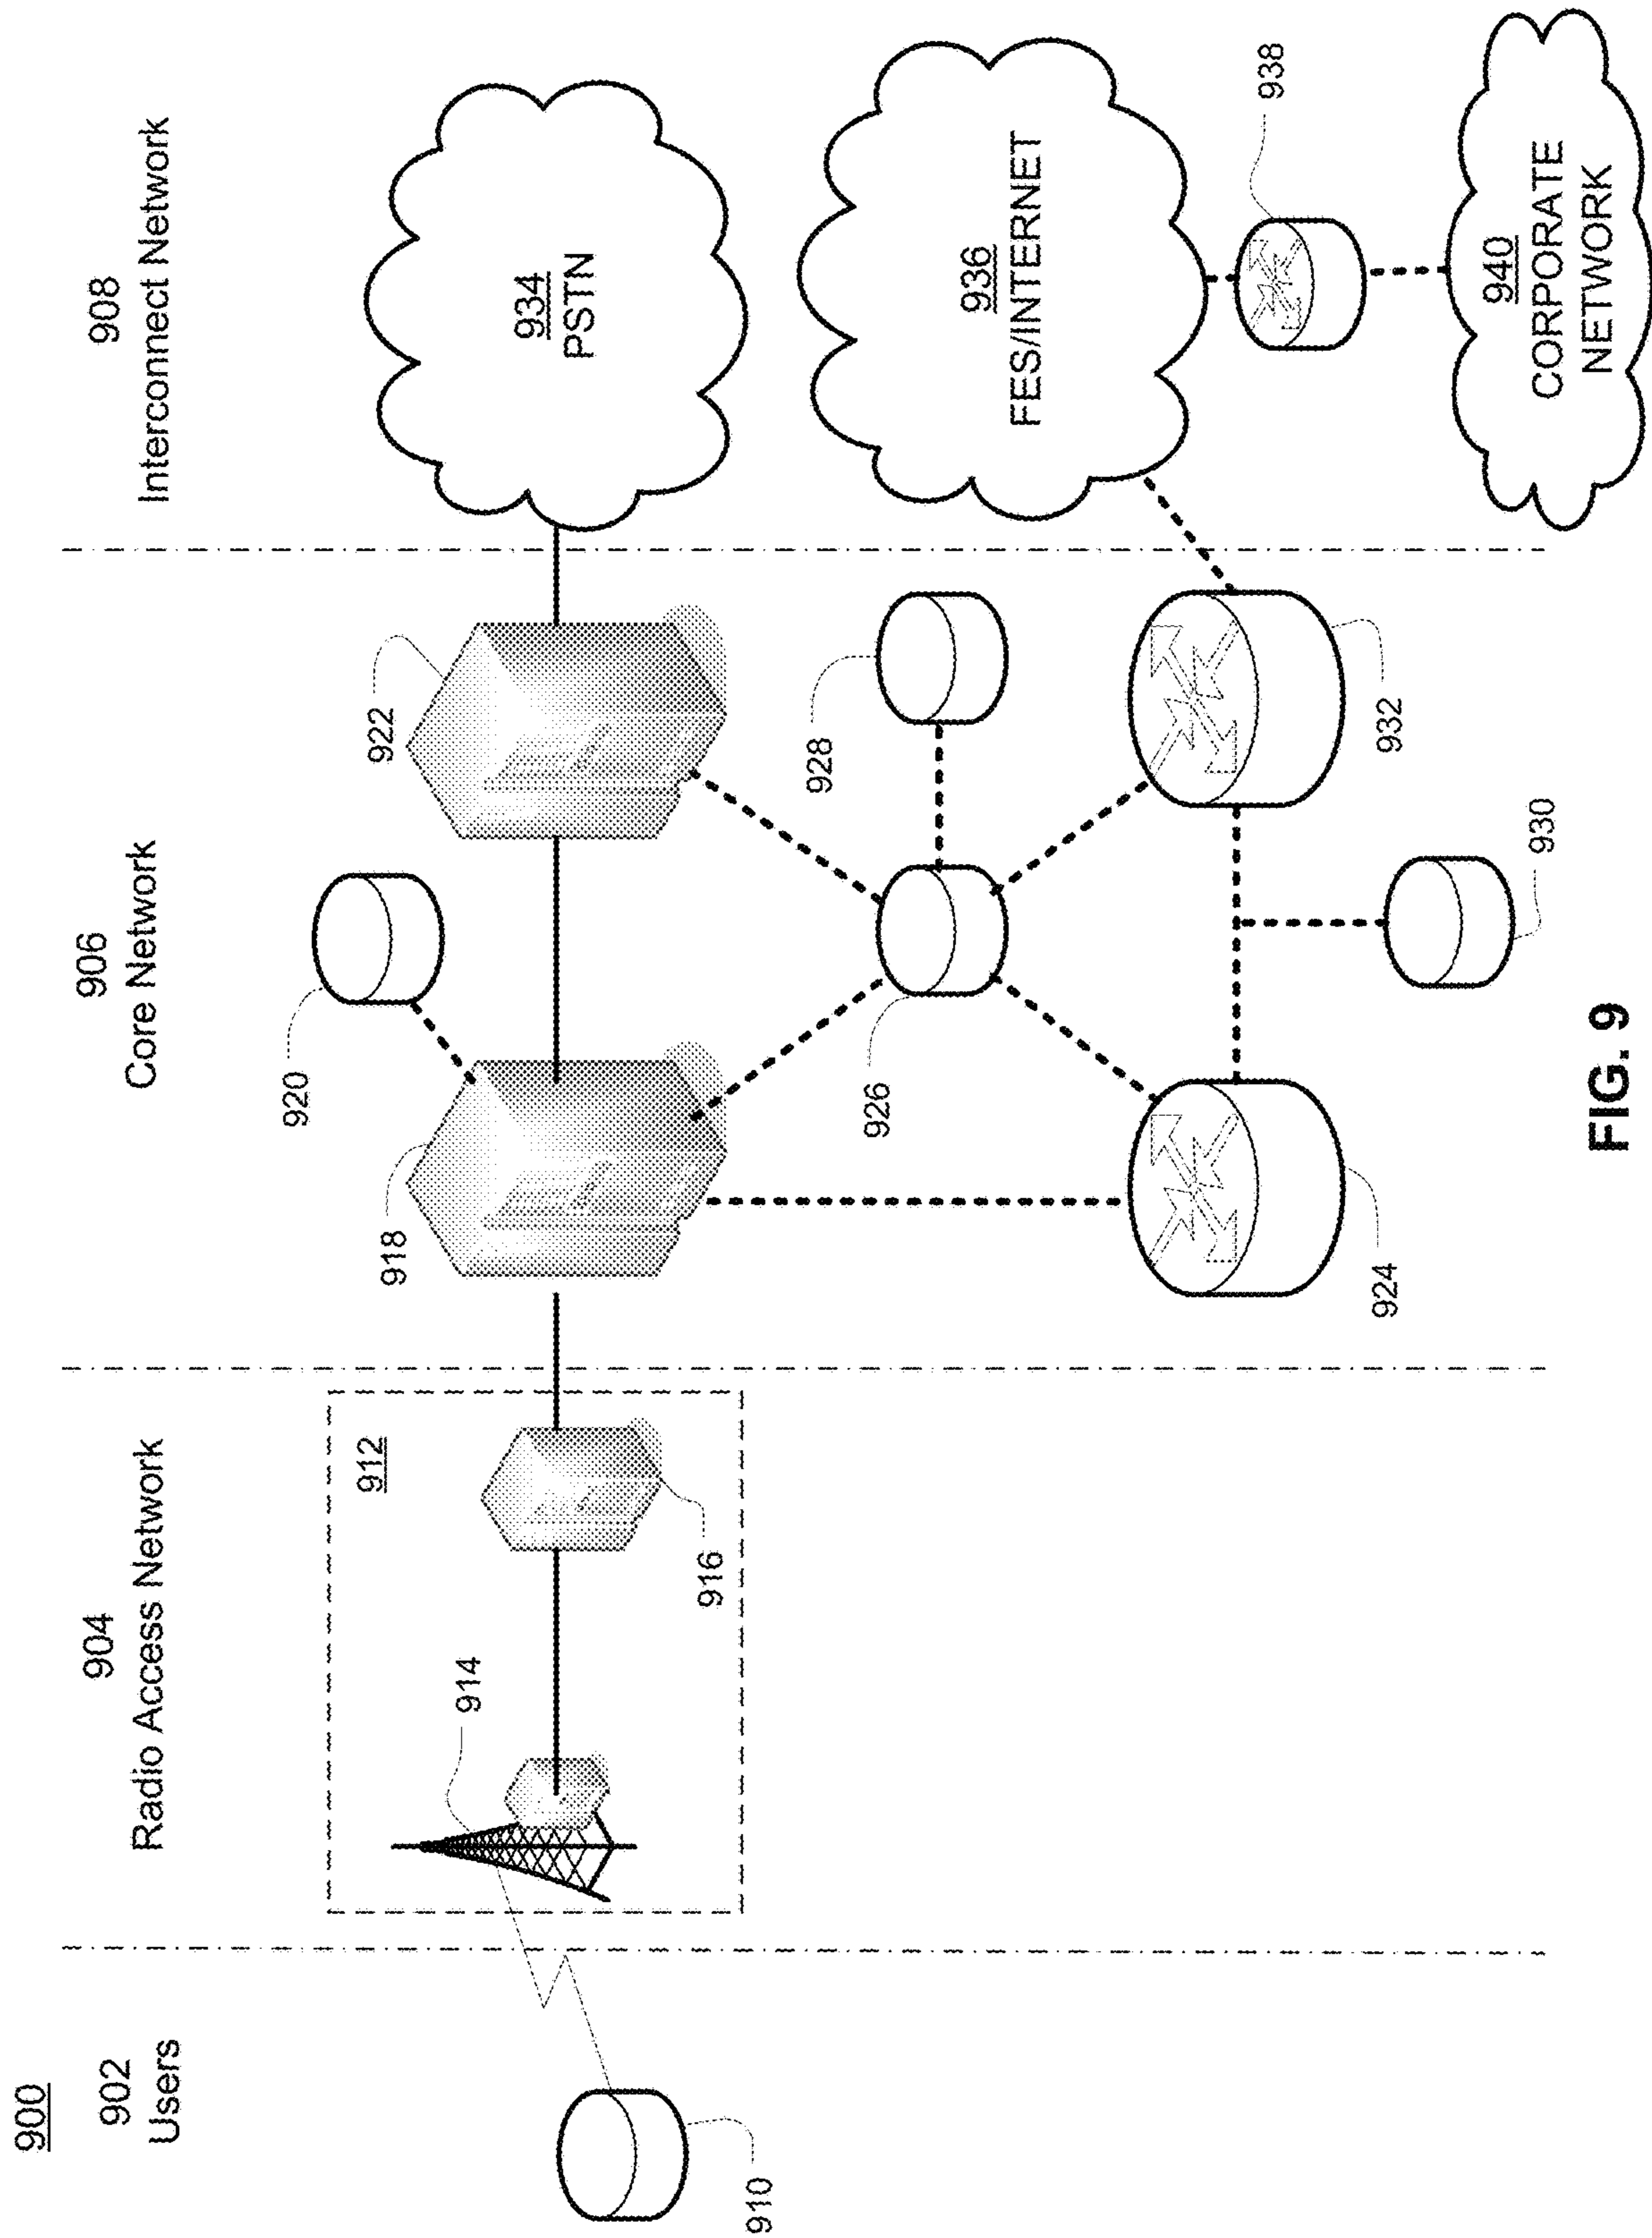 900
902
Users
904
Radio Access Network
906
Core Network
908
Interconnect Network
910
912
914
916
918
920
922
924
926
928
930
932
934
PSTN
936
FES/INTERNET
938
940
CORPORATE
NETWORK
FIG. 9